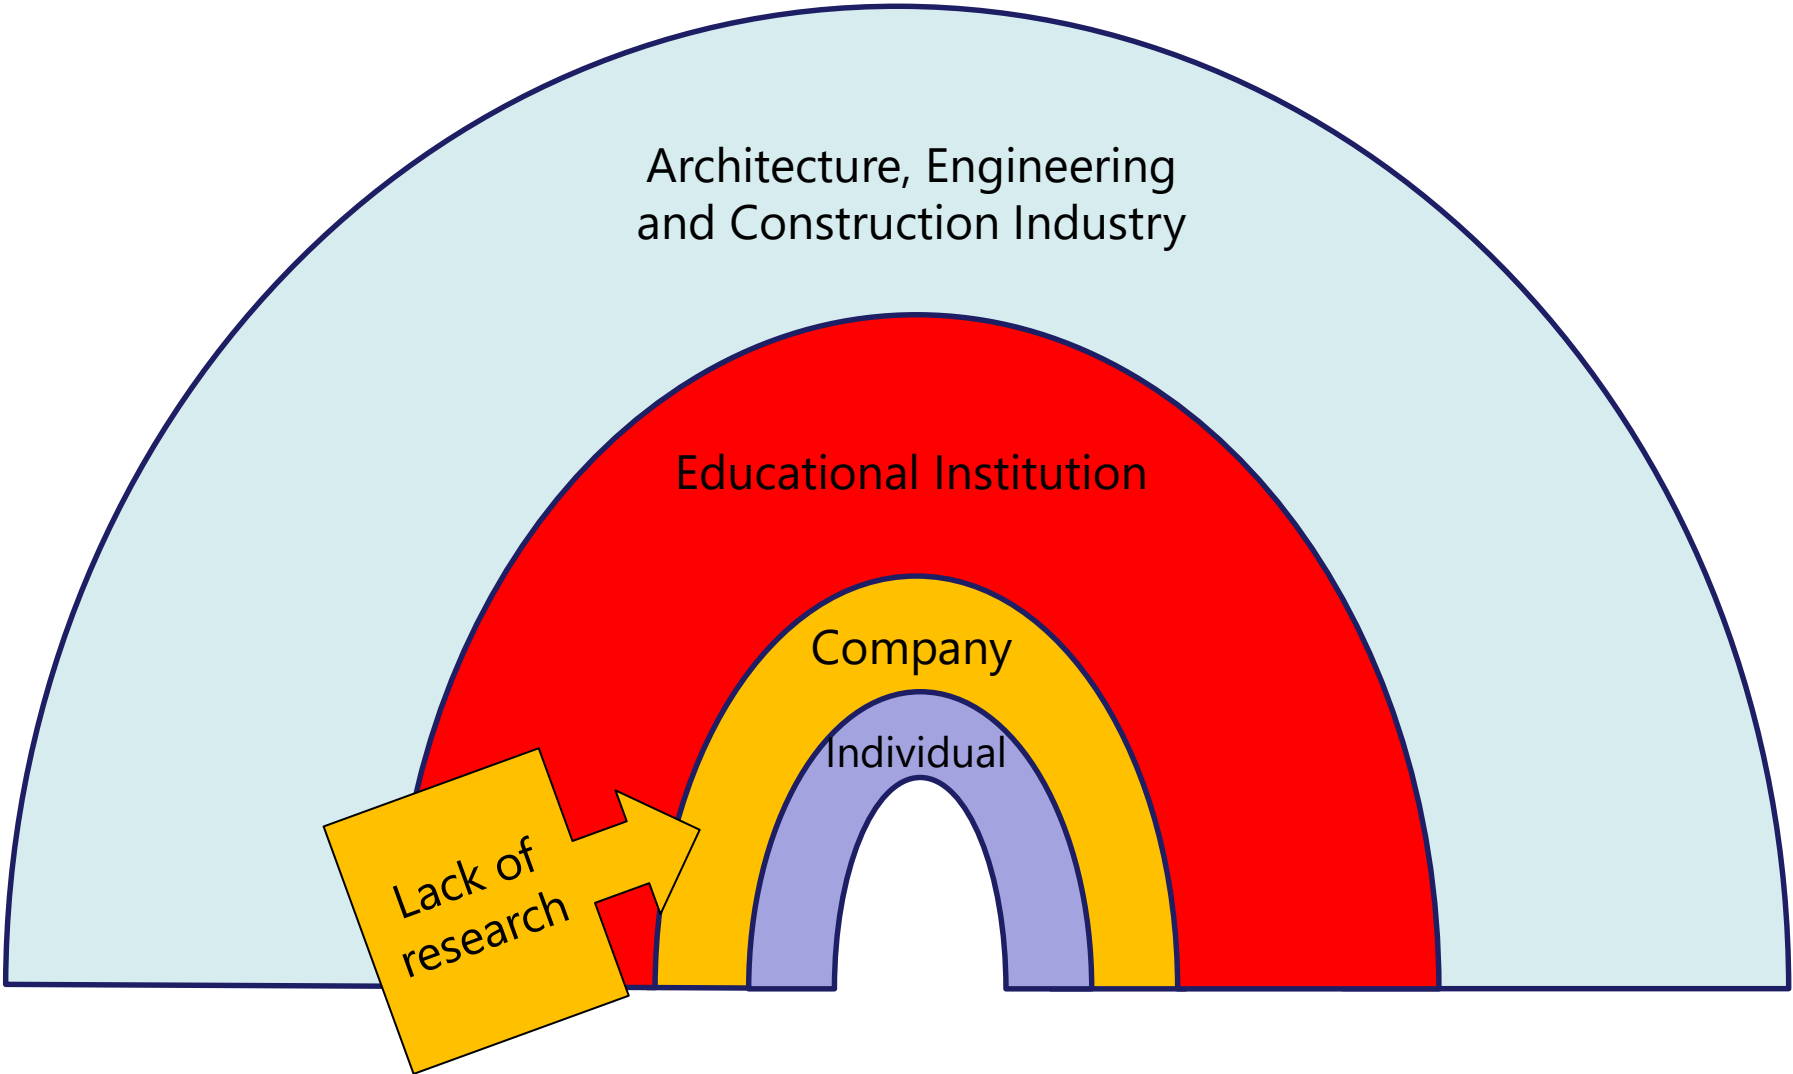 Architecture, Engineering
and Construction Industry
Educational Institution
Company
Individual
Lack of
research